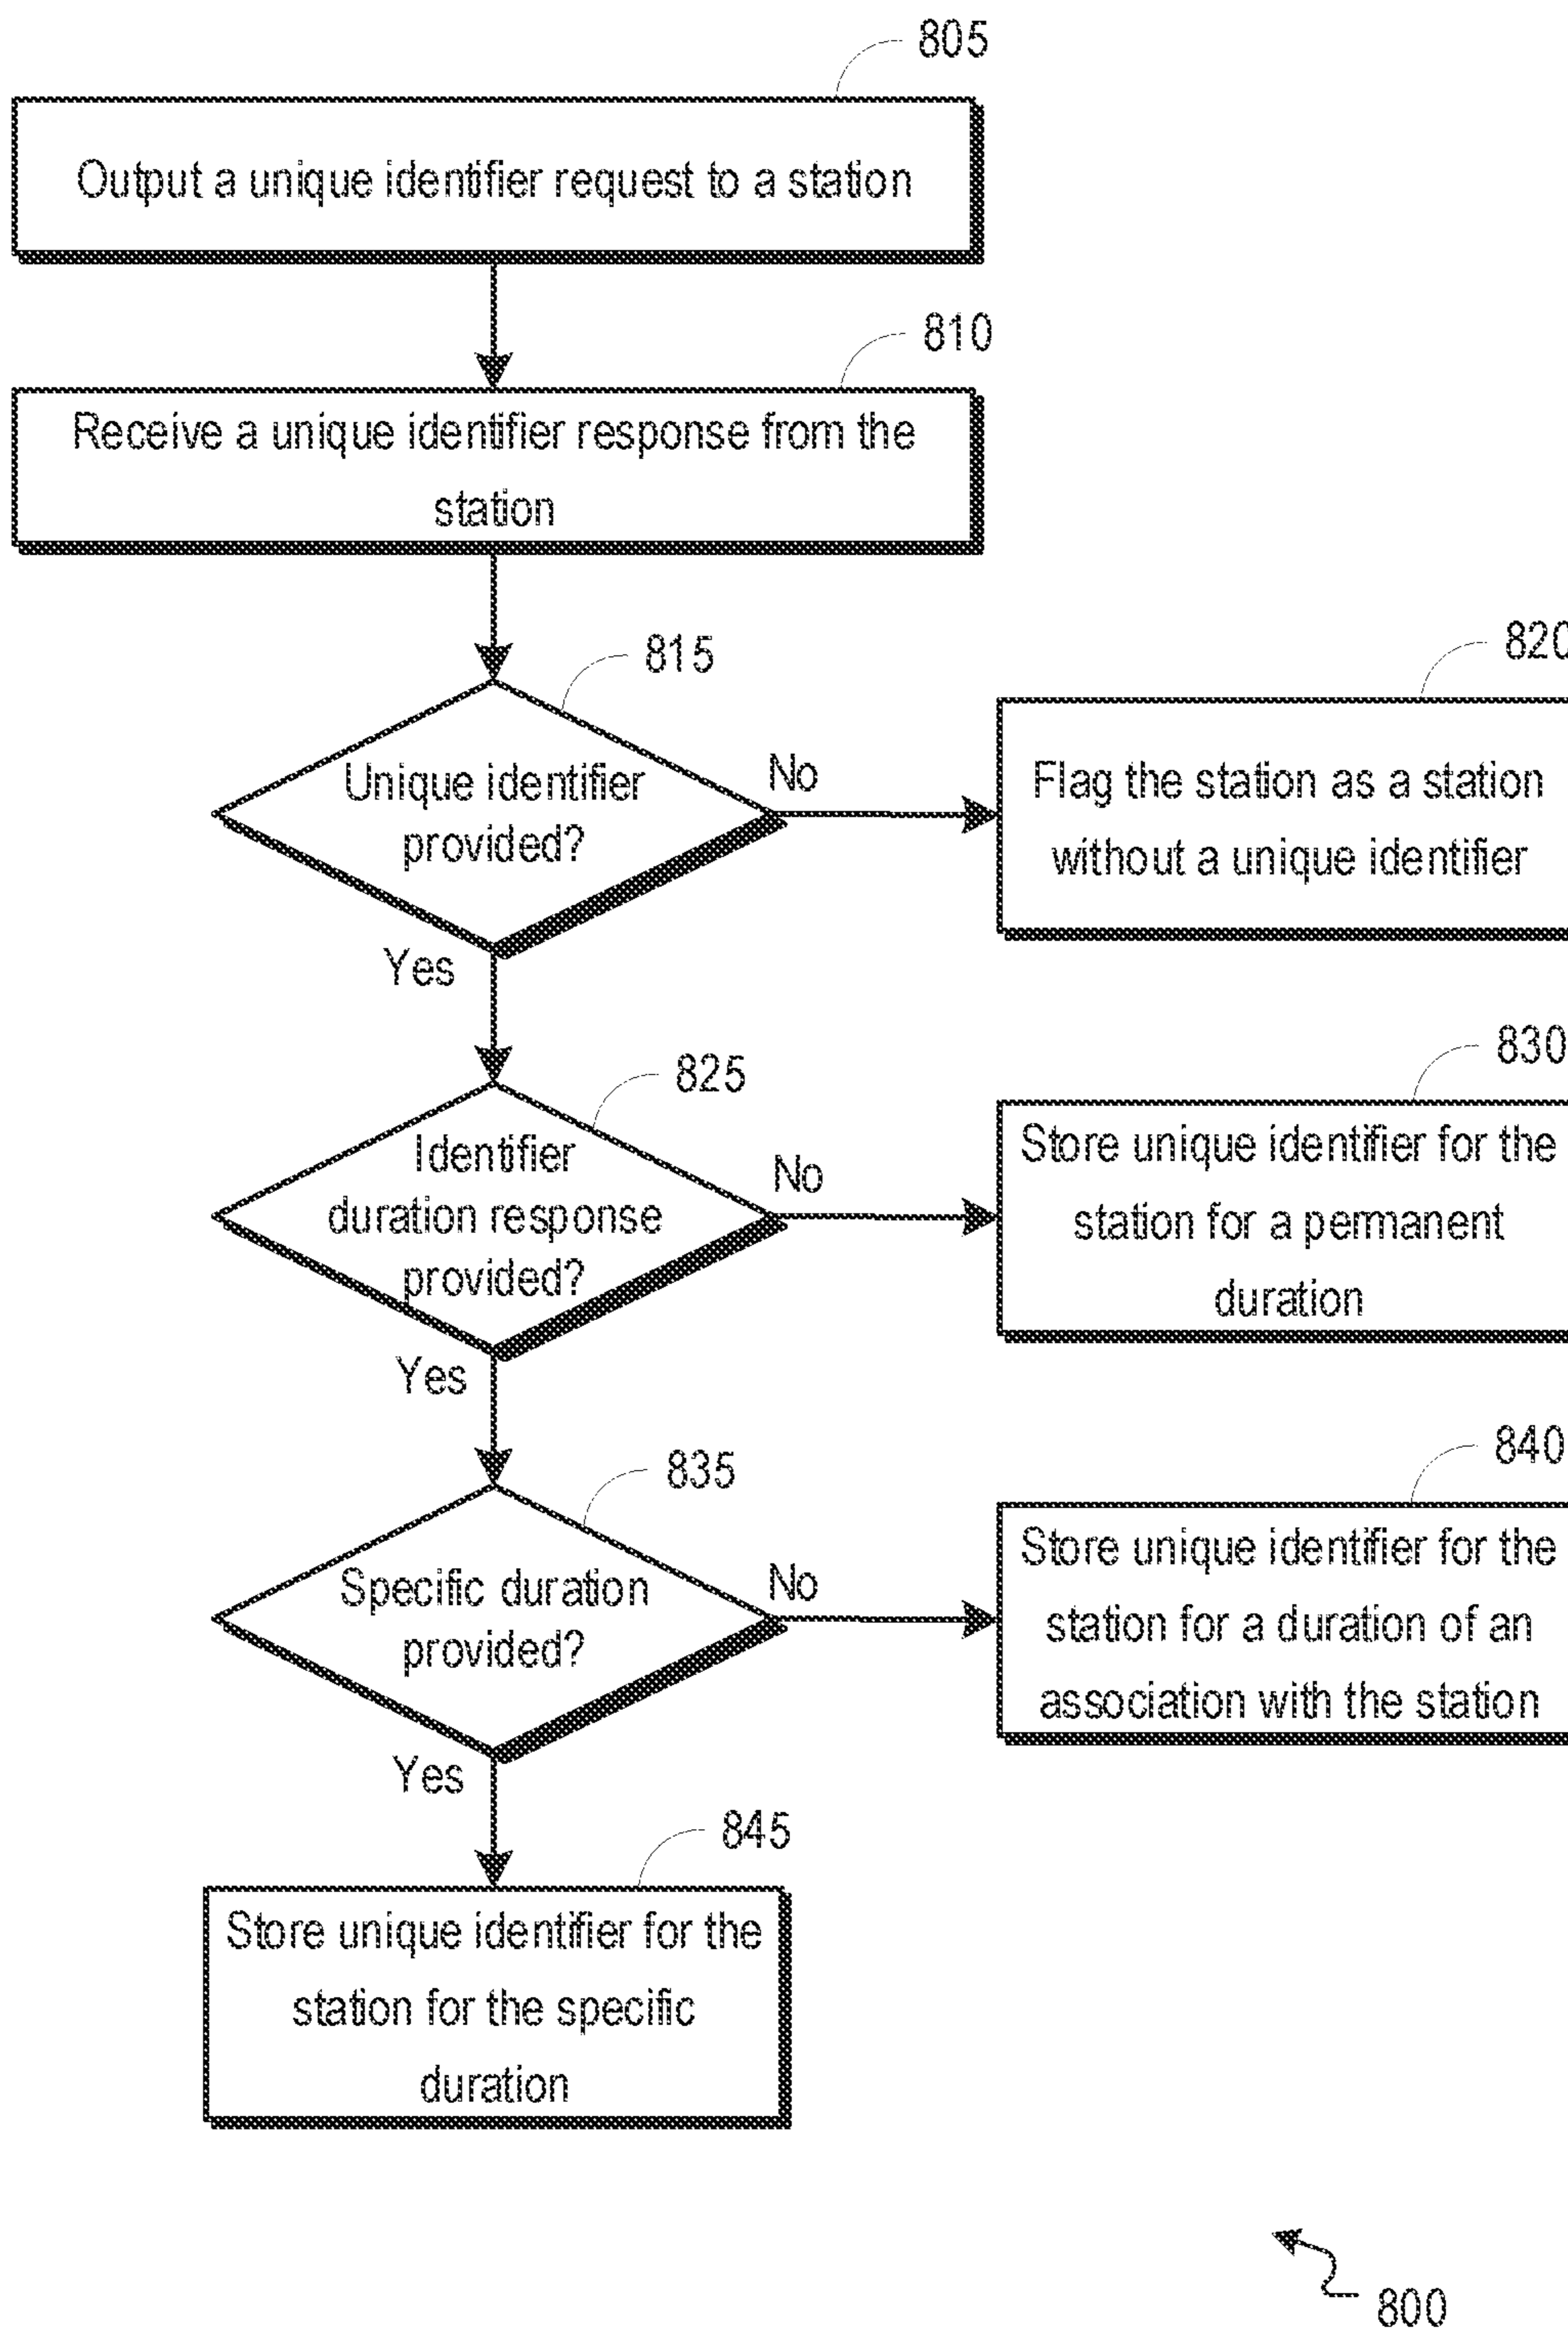 805
Output a unique identifier request to a station
810
Receive a unique identifier response from the
station
815
Unique identifier
provided?
No
Yes
820
Flag the station as a station
without a unique identifier
825
Identifier
duration response
provided?
No
Yes
830
Store unique identifier for the
station for a permanent
duration
835
Specific duration
provided?
No
Yes
840
Store unique identifier for the
station for a duration of an
association with the station
845
Store unique identifier for the
station for the specific
duration
800